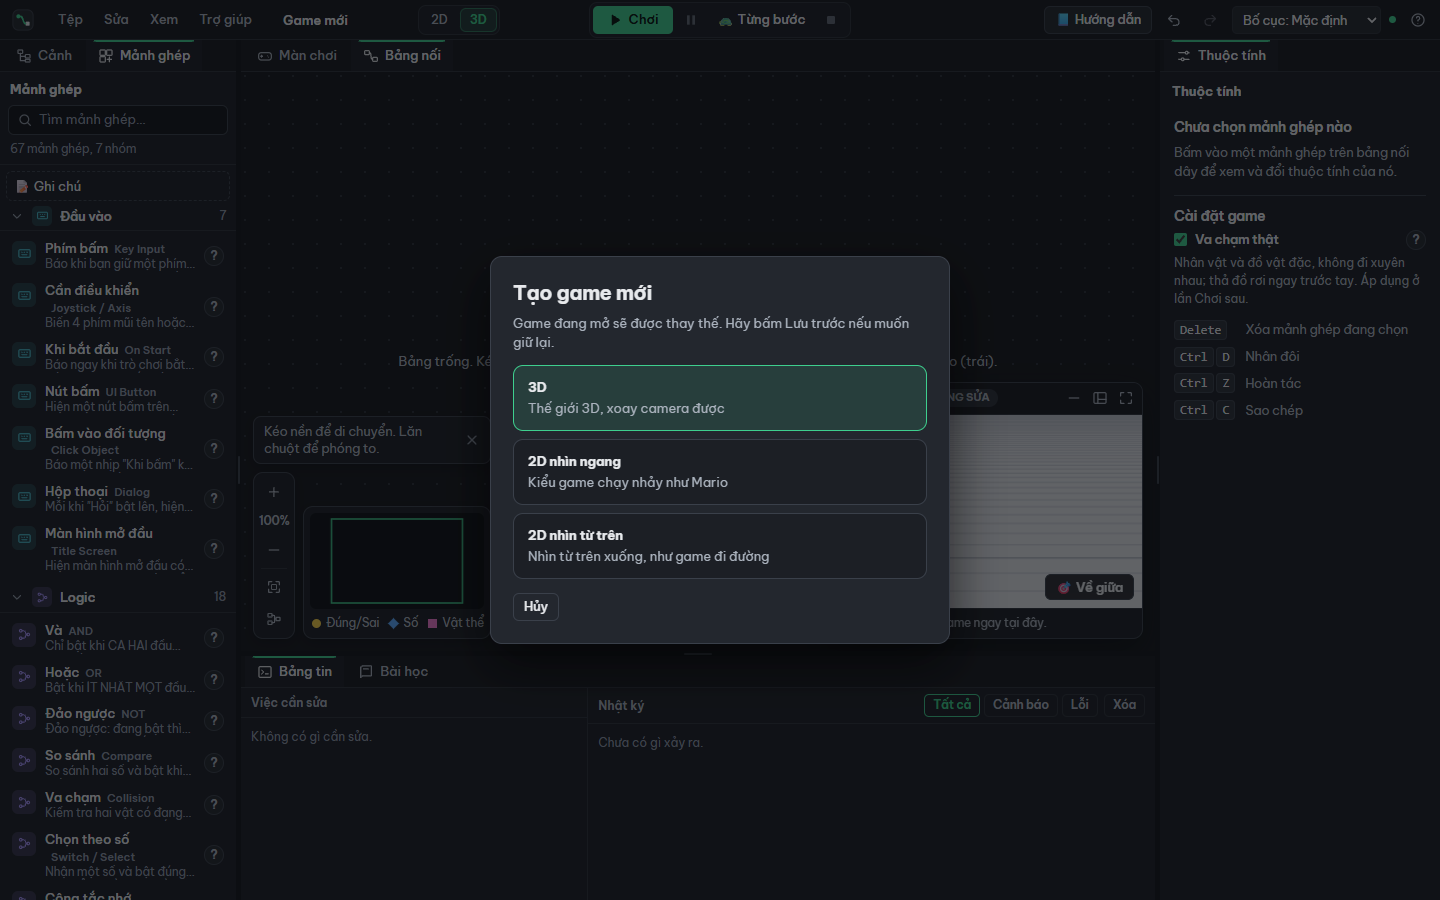 Tệp Sửa Xem Trợ giúp Game mới 2D 3D Chơi Từng bước Hướng dẫn Bố cục: Mặc định
Cảnh Mảnh ghép Màn chơi Bảng nối Thuộc tính
Mảnh ghép
Tìm mảnh ghép...
67 mảnh ghép, 7 nhóm
Ghi chú
Đầu vào 7
Phím bấm Key Input
Báo khi bạn giữ một phím...
Cần điều khiển
Joystick / Axis
Biến 4 phím mũi tên hoặc...
Khi bắt đầu On Start
Báo ngay khi trò chơi bắt...
Nút bấm UI Button
Hiện một nút bấm trên...
Bấm vào đối tượng
Click Object
Báo một nhịp "Khi bấm" k...
Hộp thoại Dialog
Mỗi khi "Hỏi" bật lên, hiện...
Màn hình mở đầu
Title Screen
Hiện màn hình mở đầu có...
Logic 18
Và AND
Chỉ bật khi CẢ HAI đầu...
Hoặc OR
Bật khi ÍT NHẤT MỘT đầu...
Đảo ngược NOT
Đảo ngược: đang bật thì...
So sánh Compare
So sánh hai số và bật khi...
Va chạm Collision
Kiểm tra hai vật có đang...
Chọn theo số
Switch / Select
Nhận một số và bật đúng...
Công tắc nhớ
Bảng trống. Ké
o (trái).
Kéo nền để di chuyển. Lăn
chuột để phóng to.
100%
Đúng/Sai Số Vật thể
NG SỬA
Về giữa
ame ngay tại đây.
Tạo game mới
Game đang mở sẽ được thay thế. Hãy bấm Lưu trước nếu muốn
giữ lại.
3D
Thế giới 3D, xoay camera được
2D nhìn ngang
Kiểu game chạy nhảy như Mario
2D nhìn từ trên
Nhìn từ trên xuống, như game đi đường
Hủy
Bảng tin Bài học
Việc cần sửa
Không có gì cần sửa.
Nhật ký Tất cả Cảnh báo Lỗi Xóa
Chưa có gì xảy ra.
Thuộc tính
Chưa chọn mảnh ghép nào
Bấm vào một mảnh ghép trên bảng nối
dây để xem và đổi thuộc tính của nó.
Cài đặt game
Va chạm thật ?
Nhân vật và đồ vật đặc, không đi xuyên
nhau; thả đồ rơi ngay trước tay. Áp dụng ở
lần Chơi sau.
Delete Xóa mảnh ghép đang chọn
Ctrl D Nhân đôi
Ctrl Z Hoàn tác
Ctrl C Sao chép